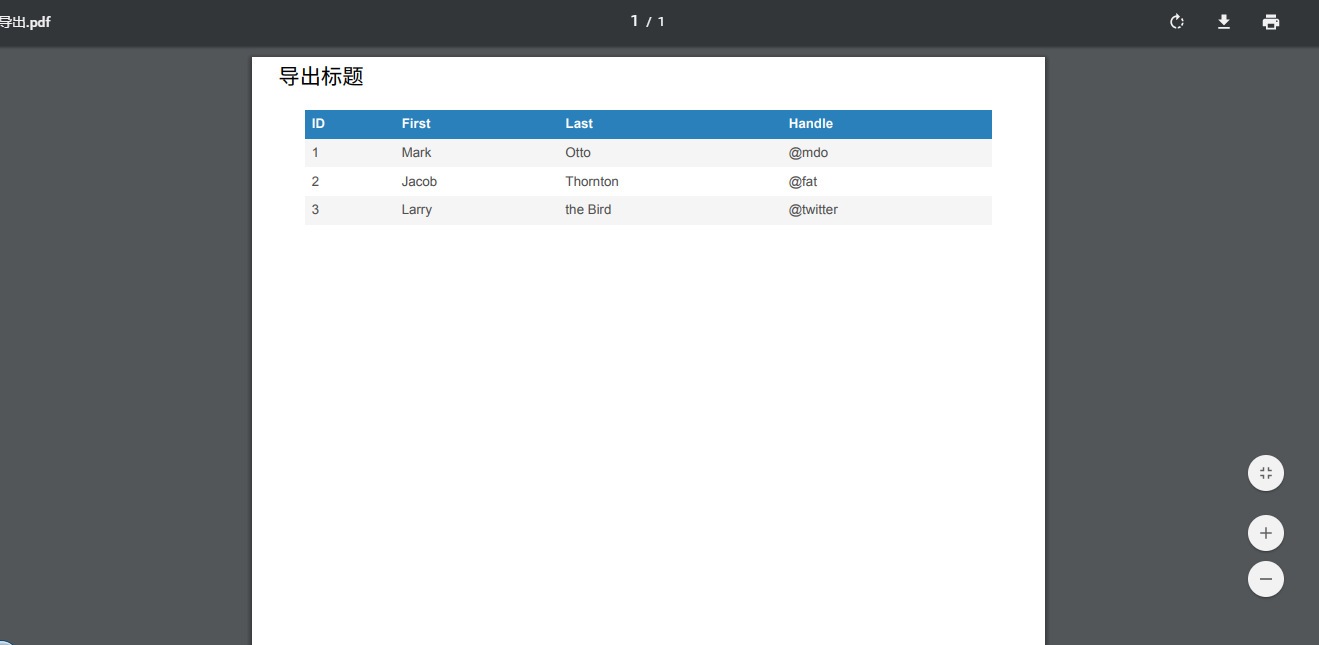 导出.pdf
1 / 1
导出标题
ID First Last Handle
1 Mark Otto @mdo
2 Jacob Thornton @fat
3 Larry the Bird @twitter